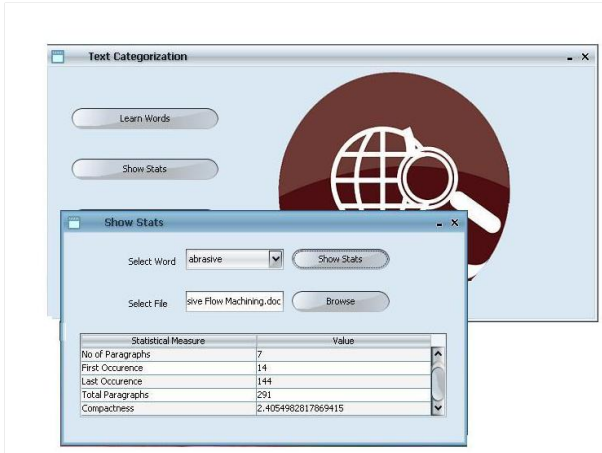 Text Categorization
Learn Words
Show Stats
Show Stats
Select Word abrasive Show Stats
Select File sive Flow Machining.doc Browse
Statistical Measure Value
No of Paragraphs 7
First Occurence 14
Last Occurence 144
Total Paragraphs 291
Compactness 2.4054982817869415